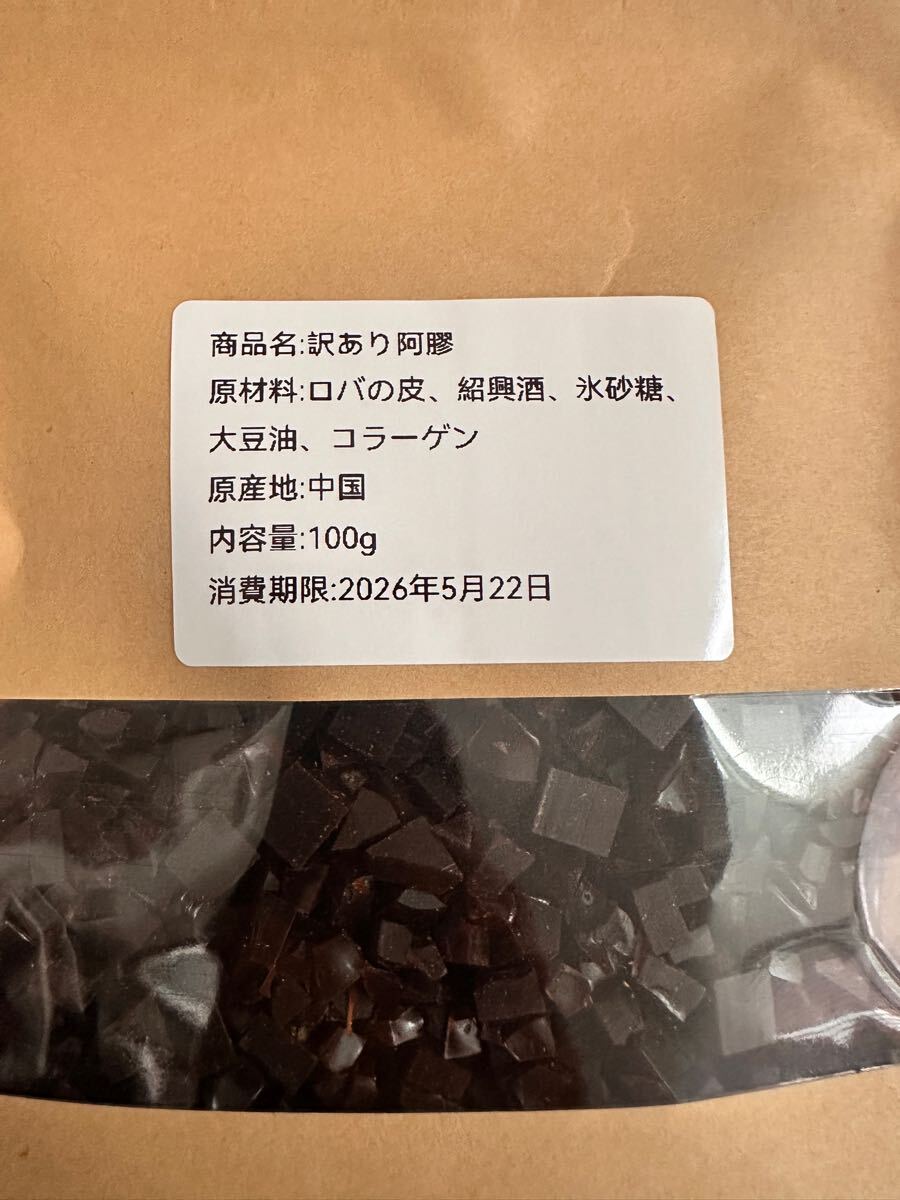 商品名:訳あり阿膠
原材料:ロバの皮、紹興酒、氷砂糖、
大豆油、コラーゲン
原産地:中国
内容量:100g
消費期限:2026年5月22日